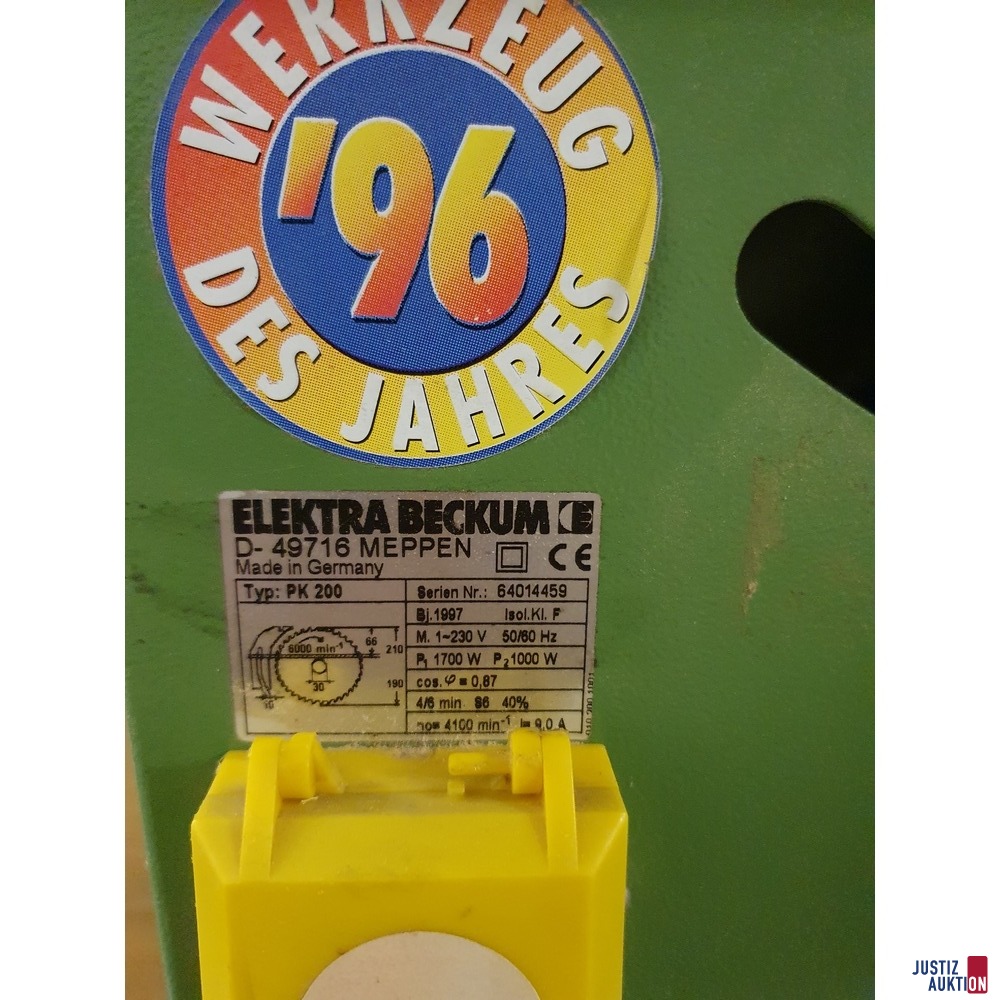 WERKZEUG
'96
DES JAHRES
ELEKTRA BECKUM E
D- 49716 MEPPEN CE
Made in Germany
Typ: PK 200
Serien Nr.: 64014459
Bj.1997 Isol.Kl. F
M. 1~230 V 50/60 Hz
P1 1700 W P2 1000 W
cos. φ = 0,87
4/6 min S6 40%
no= 4100 min-1 I= 9,0 A
6000 min-1
66
210
30
190
JUSTIZ
AUKTION